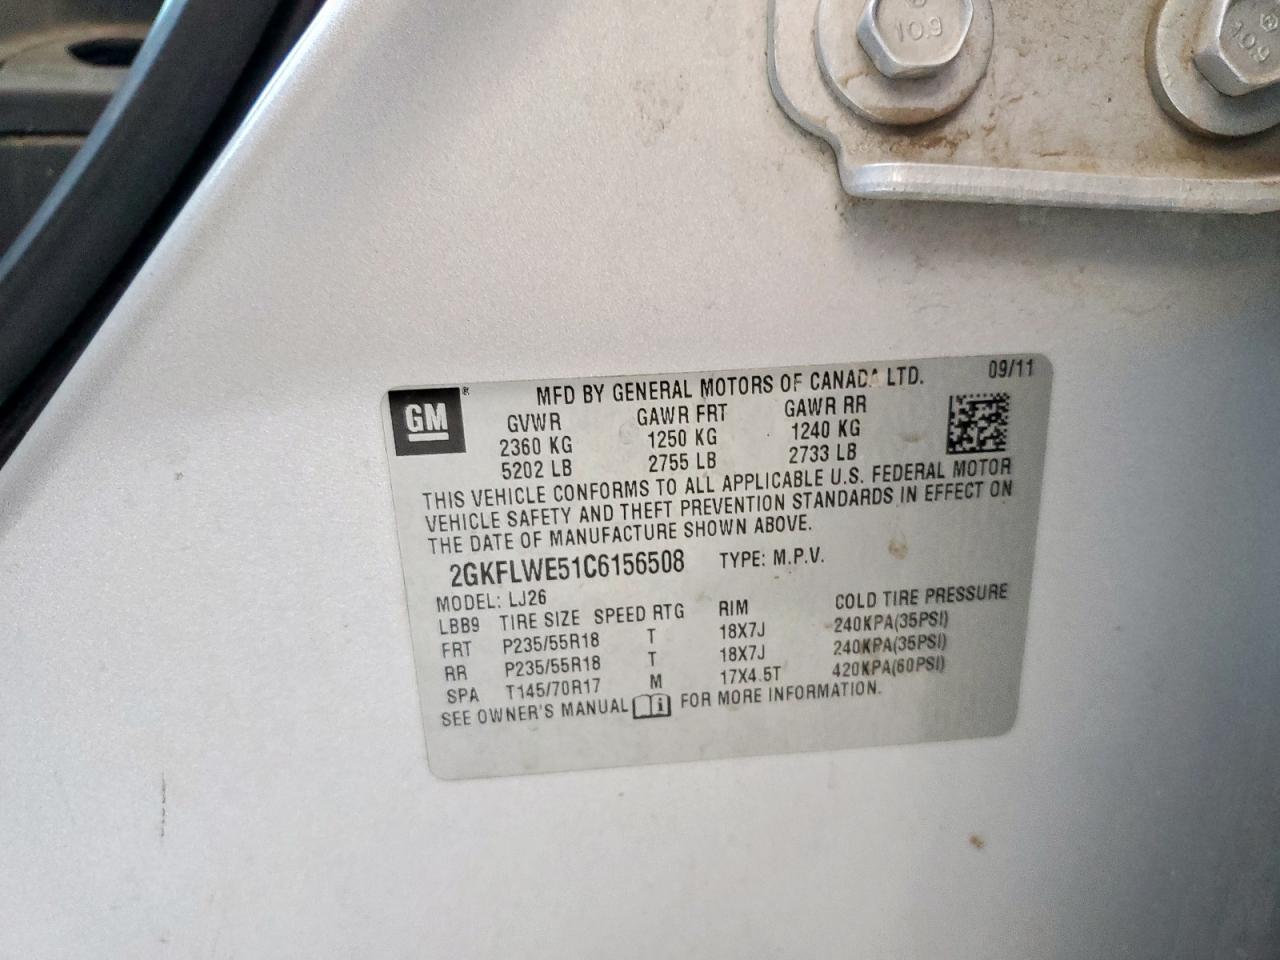 10.9
10.9
GM ®
MFD BY GENERAL MOTORS OF CANADA LTD. 09/11
GVWR GAWR FRT GAWR RR
2360 KG 1250 KG 1240 KG
5202 LB 2755 LB 2733 LB
THIS VEHICLE CONFORMS TO ALL APPLICABLE U.S. FEDERAL MOTOR
VEHICLE SAFETY AND THEFT PREVENTION STANDARDS IN EFFECT ON
THE DATE OF MANUFACTURE SHOWN ABOVE.
2GKFLWE51C6156508 TYPE: M.P.V.
MODEL: LJ26
LBB9 TIRE SIZE SPEED RTG RIM COLD TIRE PRESSURE
FRT P235/55R18 T 18X7J 240KPA(35PSI)
RR P235/55R18 T 18X7J 240KPA(35PSI)
SPA T145/70R17 M 17X4.5T 420KPA(60PSI)
SEE OWNER'S MANUAL i FOR MORE INFORMATION.